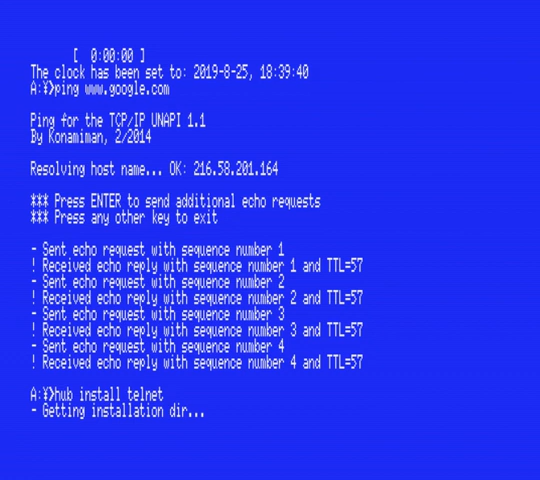 [  0:00:00 ]
The clock has been set to: 2019-8-25, 18:39:40
A:¥>ping www.google.com
Ping for the TCP/IP UNAPI 1.1
By Konamiman, 2/2014
Resolving host name... OK: 216.58.201.164
*** Press ENTER to send additional echo requests
*** Press any other key to exit
- Sent echo request with sequence number 1
! Received echo reply with sequence number 1 and TTL=57
- Sent echo request with sequence number 2
! Received echo reply with sequence number 2 and TTL=57
- Sent echo request with sequence number 3
! Received echo reply with sequence number 3 and TTL=57
- Sent echo request with sequence number 4
! Received echo reply with sequence number 4 and TTL=57
A:¥>hub install telnet
- Getting installation dir...